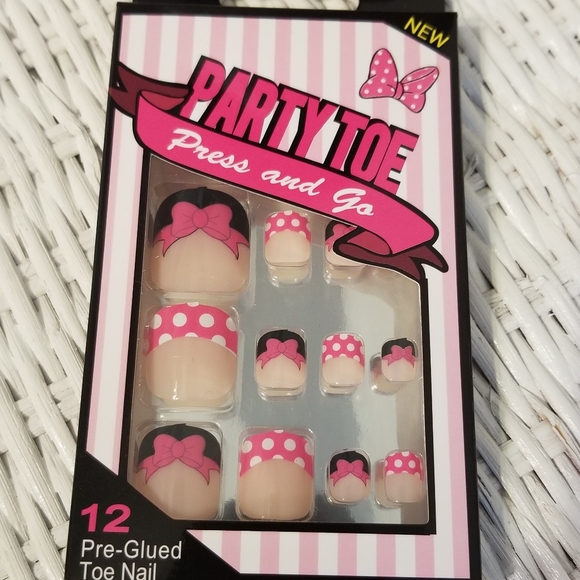 NEW
PARTY TOE
Press and Go
12
Pre-Glued
Toe Nail